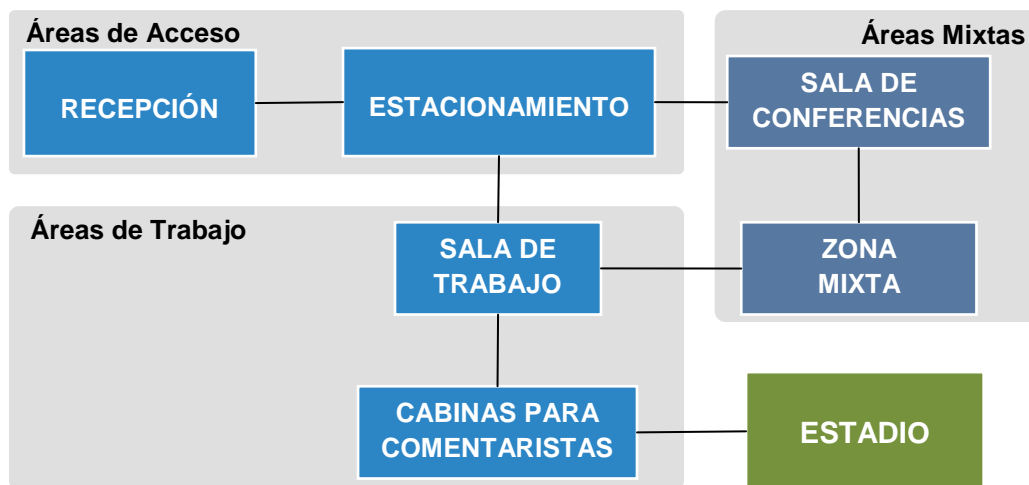 Áreas de Acceso
RECEPCIÓN
ESTACIONAMIENTO
Áreas Mixtas
SALA DE
CONFERENCIAS
Áreas de Trabajo
SALA DE
TRABAJO
ZONA
MIXTA
CABINAS PARA
COMENTARISTAS
ESTADIO